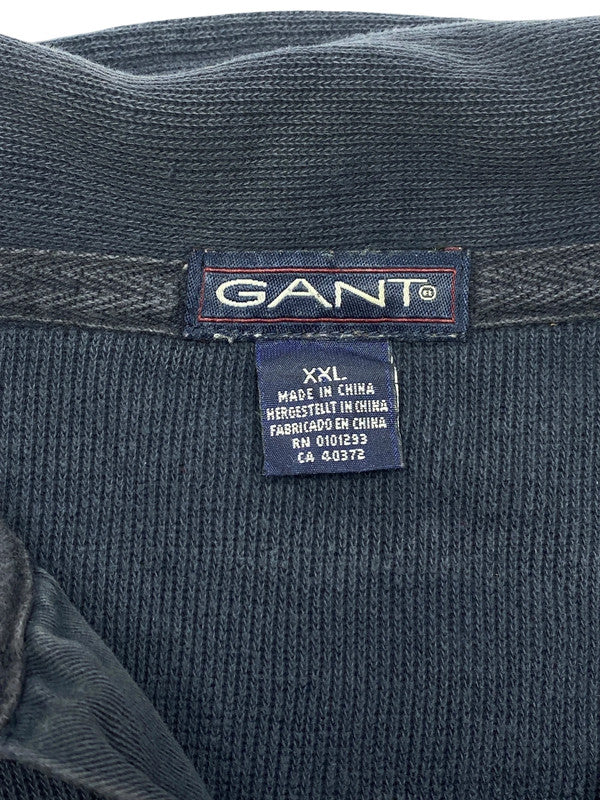 GANT
XXL
MADE IN CHINA
HERGESTELLT IN CHINA
FABRICADO EN CHINA
RN 0101293
CA 40372